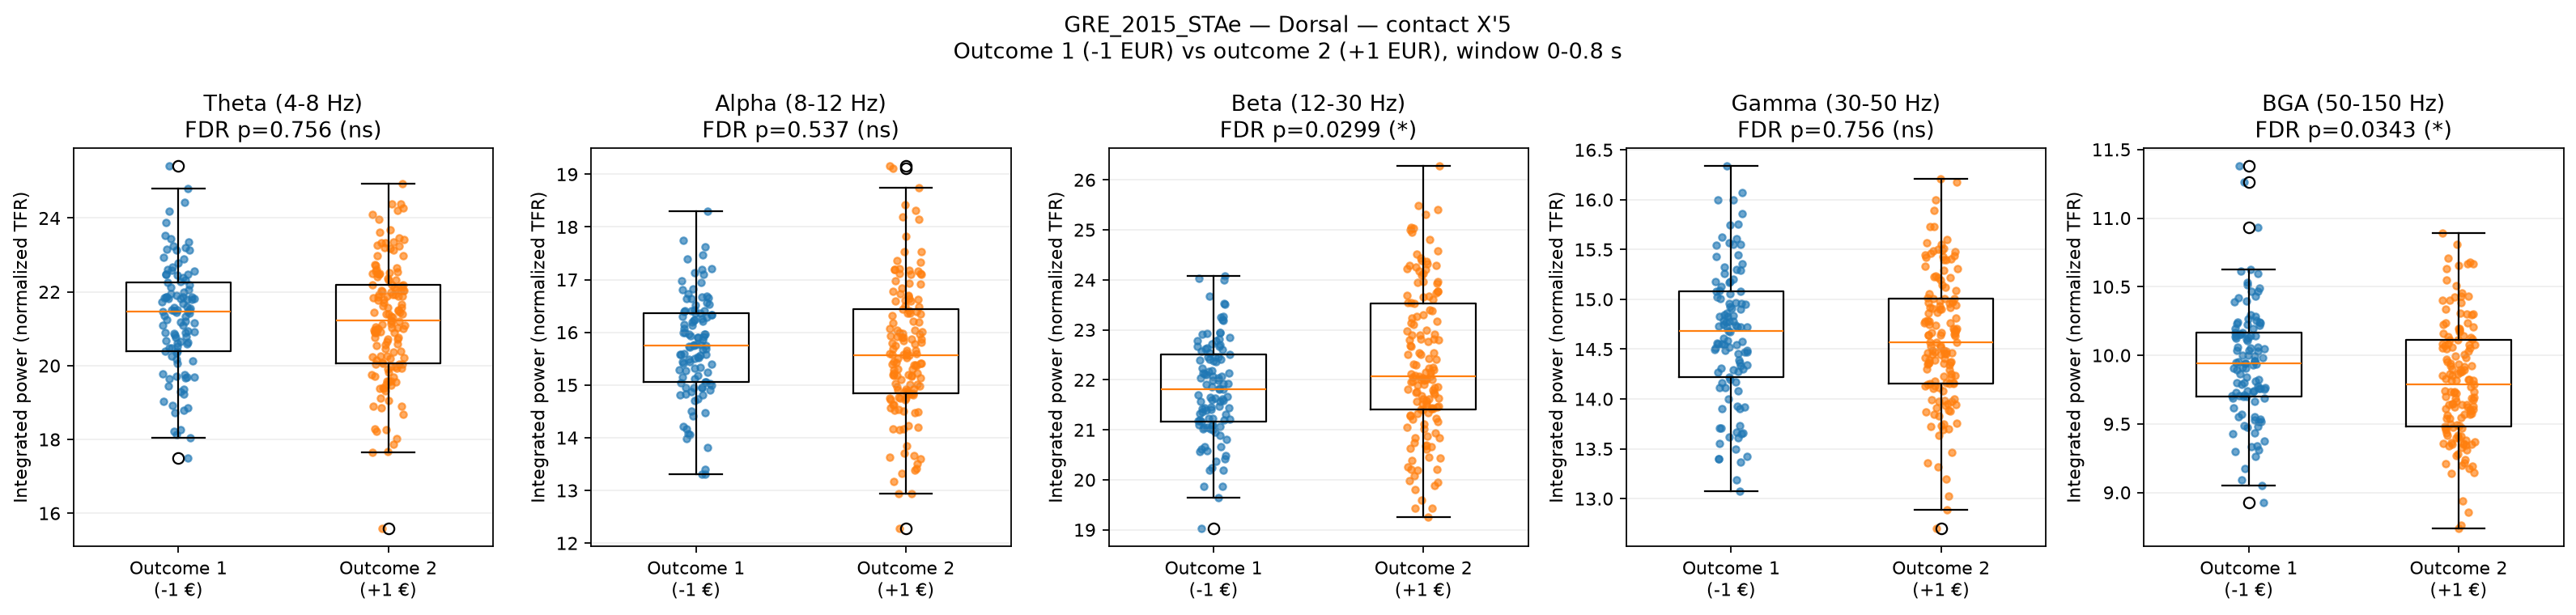 GRE_2015_STAe — Dorsal — contact X'5
Outcome 1 (-1 EUR) vs outcome 2 (+1 EUR), window 0-0.8 s
Theta (4-8 Hz)
FDR p=0.756 (ns)
Integrated power (normalized TFR)
24
22
20
18
16
Outcome 1
(-1 €)
Outcome 2
(+1 €)
Alpha (8-12 Hz)
FDR p=0.537 (ns)
Integrated power (normalized TFR)
19
18
17
16
15
14
13
12
Outcome 1
(-1 €)
Outcome 2
(+1 €)
Beta (12-30 Hz)
FDR p=0.0299 (*)
Integrated power (normalized TFR)
26
25
24
23
22
21
20
19
Outcome 1
(-1 €)
Outcome 2
(+1 €)
Gamma (30-50 Hz)
FDR p=0.756 (ns)
Integrated power (normalized TFR)
16.5
16.0
15.5
15.0
14.5
14.0
13.5
13.0
Outcome 1
(-1 €)
Outcome 2
(+1 €)
BGA (50-150 Hz)
FDR p=0.0343 (*)
Integrated power (normalized TFR)
11.5
11.0
10.5
10.0
9.5
9.0
Outcome 1
(-1 €)
Outcome 2
(+1 €)